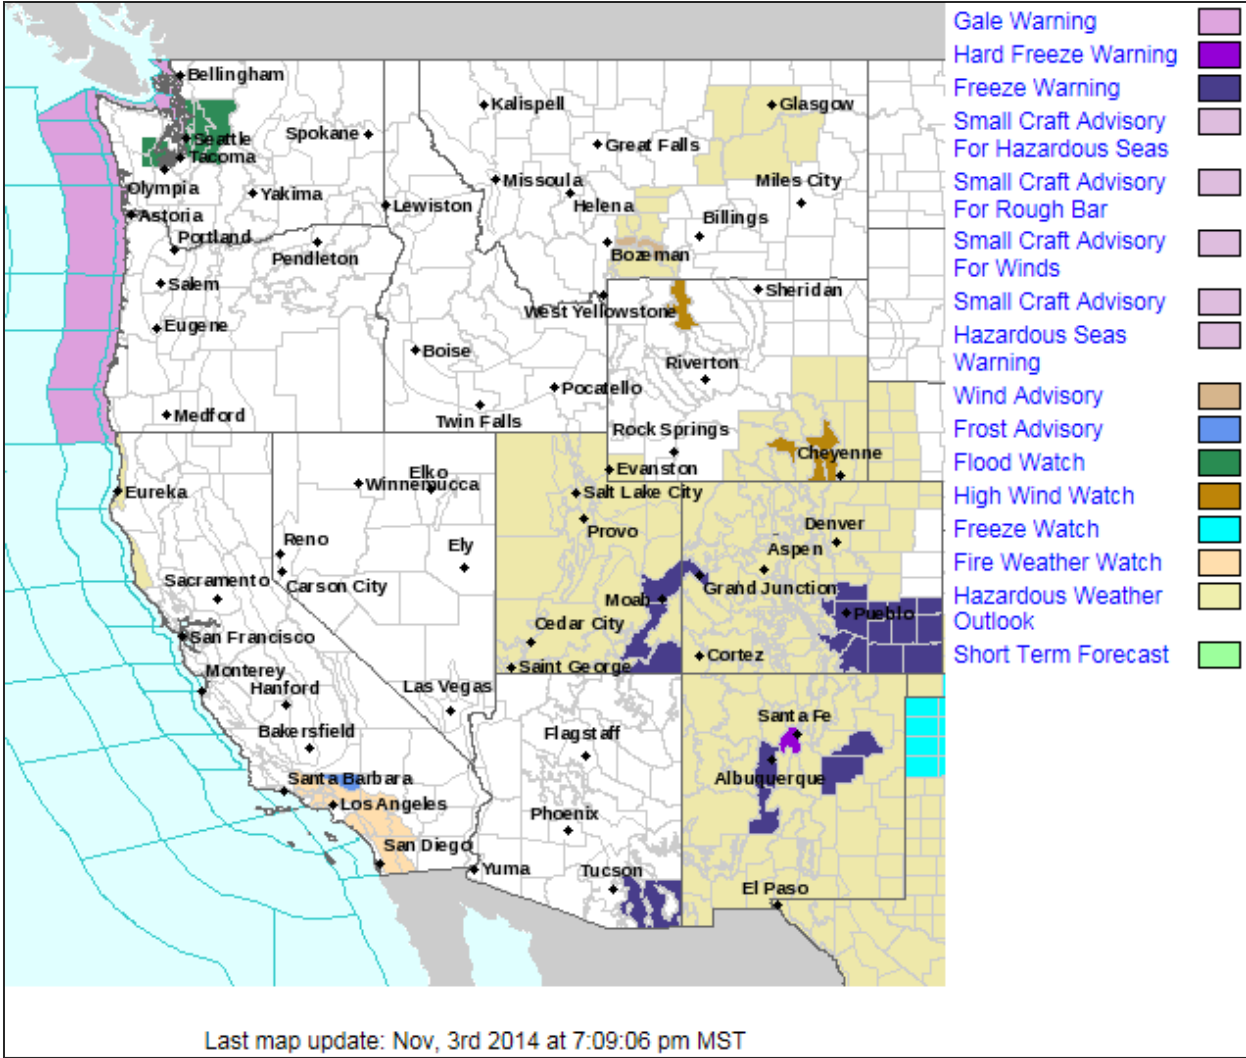 Bellingham
Kalispell
Glasgow
Seattle
Spokane
Great Falls
Tacoma
Olympia
Yakima
Missoula
Miles City
Lewiston
Helena
Astoria
Billings
Portland
Pendleton
Bozeman
Salem
West Yellowstone
Sheridan
Eugene
Boise
Riverton
Pocatello
Medford
Twin Falls
Rock Springs
Cheyenne
Evanston
Elko
Winnemucca
Eureka
Salt Lake City
Provo
Denver
Reno
Ely
Aspen
Sacramento
Carson City
Grand Junction
Moab
Pueblo
Cedar City
San Francisco
Cortez
Saint George
Monterey
Hanford
Las Vegas
Santa Fe
Bakersfield
Flagstaff
Santa Barbara
Albuquerque
Los Angeles
Phoenix
San Diego
Yuma
Tucson
El Paso
Gale Warning
Hard Freeze Warning
Freeze Warning
Small Craft Advisory
For Hazardous Seas
Small Craft Advisory
For Rough Bar
Small Craft Advisory
For Winds
Small Craft Advisory
Hazardous Seas
Warning
Wind Advisory
Frost Advisory
Flood Watch
High Wind Watch
Freeze Watch
Fire Weather Watch
Hazardous Weather
Outlook
Short Term Forecast
Last map update: Nov, 3rd 2014 at 7:09:06 pm MST